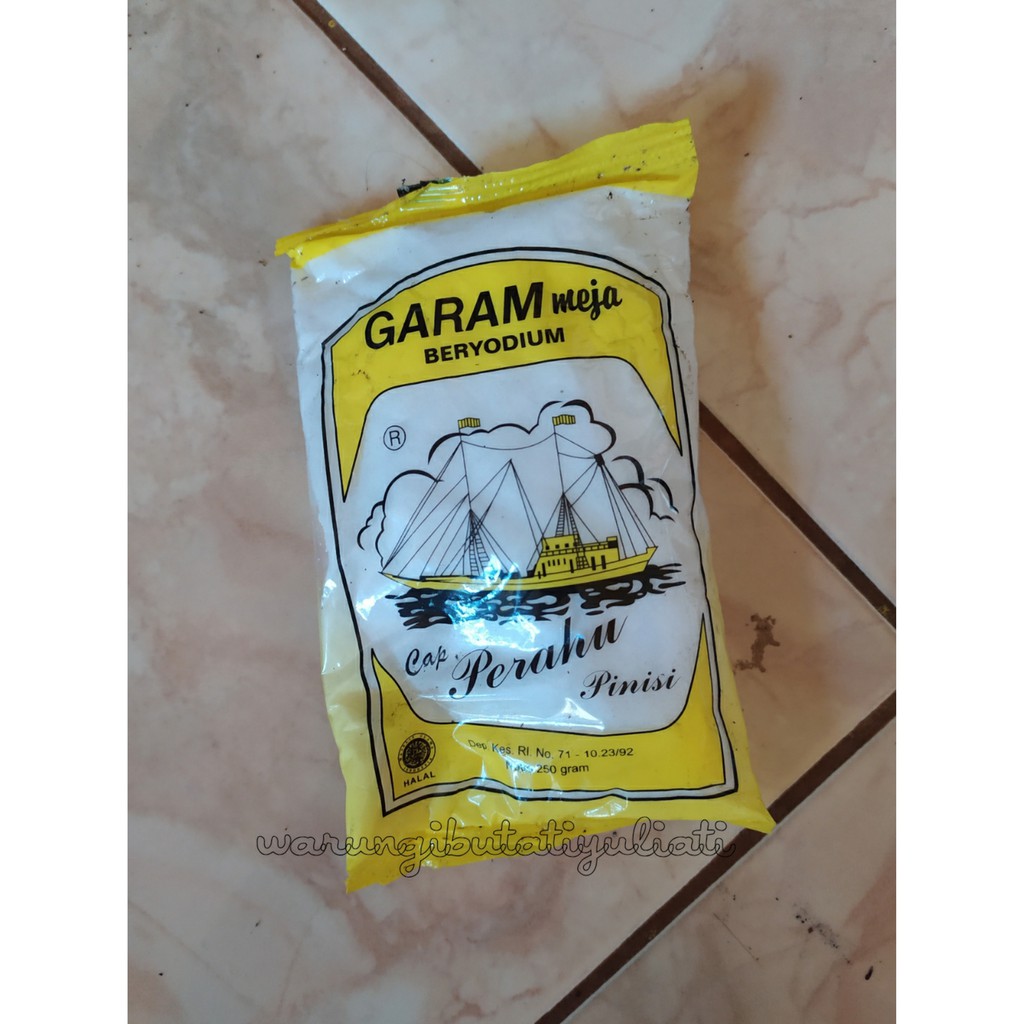 GARAM meja
BERYODIUM
®
Cap Perahu
Pinisi
Dep. Kes. RI. No. 71 - 10.23/92
250 gram
HALAL
warungibutatiyuliati